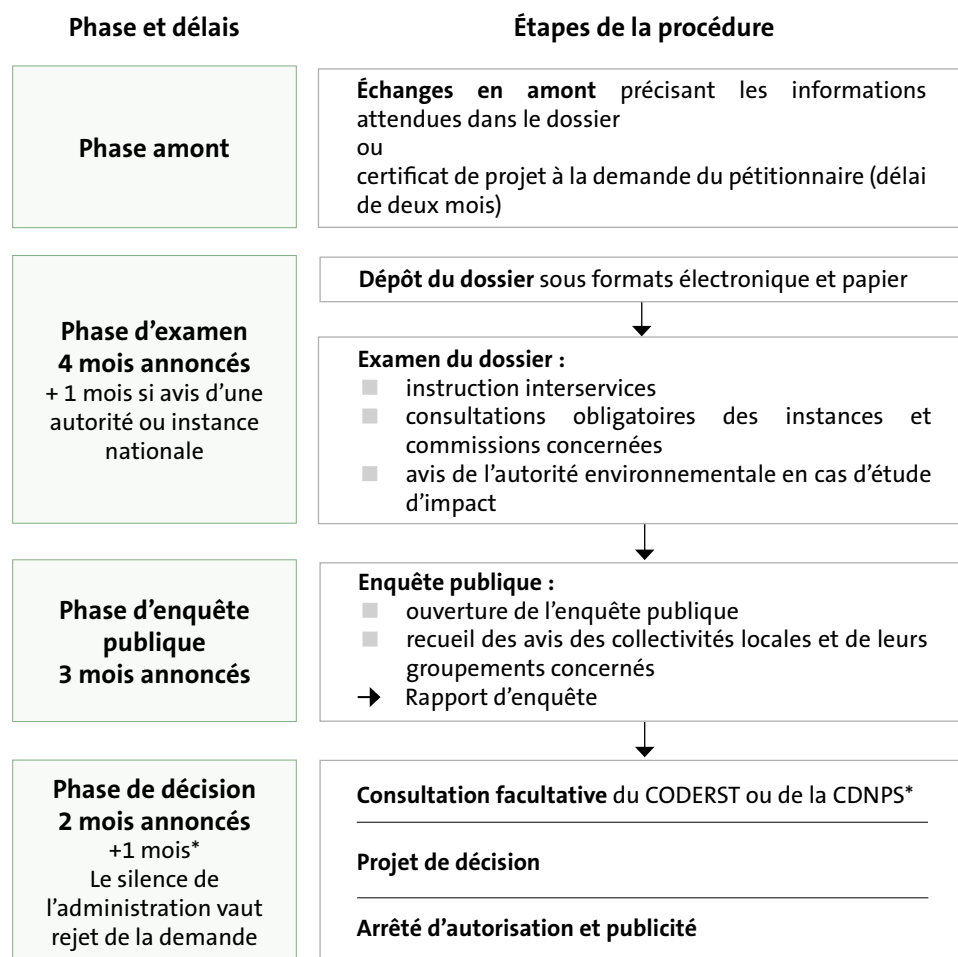 Phase et délais
Étapes de la procédure
Phase amont
Échanges en amont précisant les informations
attendues dans le dossier
ou
certificat de projet à la demande du pétitionnaire (délai
de deux mois)
Phase d’examen
4 mois annoncés
+ 1 mois si avis d’une
autorité ou instance
nationale
Dépôt du dossier sous formats électronique et papier
Examen du dossier :
instruction interservices
consultations obligatoires des instances et
commissions concernées
avis de l’autorité environnementale en cas d’étude
d’impact
Phase d’enquête
publique
3 mois annoncés
Enquête publique :
ouverture de l’enquête publique
recueil des avis des collectivités locales et de leurs
groupements concernés
→ Rapport d’enquête
Phase de décision
2 mois annoncés
+1 mois*
Le silence de
l’administration vaut
rejet de la demande
Consultation facultative du CODERST ou de la CDNPS*
Projet de décision
Arrêté d’autorisation et publicité